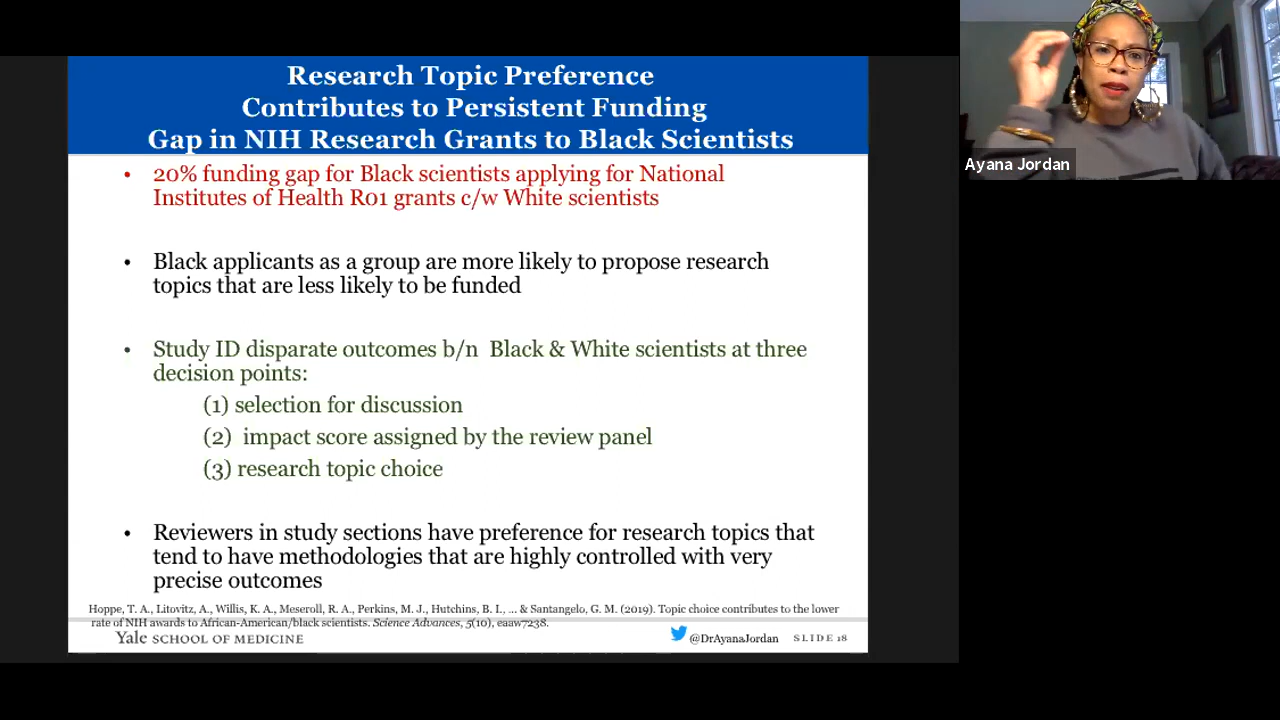 Research Topic Preference
Contributes to Persistent Funding
Gap in NIH Research Grants to Black Scientists
• 20% funding gap for Black scientists applying for National
Institutes of Health R01 grants c/w White scientists
• Black applicants as a group are more likely to propose research
topics that are less likely to be funded
• Study ID disparate outcomes b/n Black & White scientists at three
decision points:
(1) selection for discussion
(2) impact score assigned by the review panel
(3) research topic choice
• Reviewers in study sections have preference for research topics that
tend to have methodologies that are highly controlled with very
precise outcomes
Hoppe, T. A., Litovitz, A., Willis, K. A., Meseroll, R. A., Perkins, M. J., Hutchins, B. I., ... & Santangelo, G. M. (2019). Topic choice contributes to the lower
rate of NIH awards to African-American/black scientists. Science Advances, 5(10), eaaw7238.
Yale SCHOOL OF MEDICINE
@DrAyanaJordan
SLIDE 18
Ayana Jordan